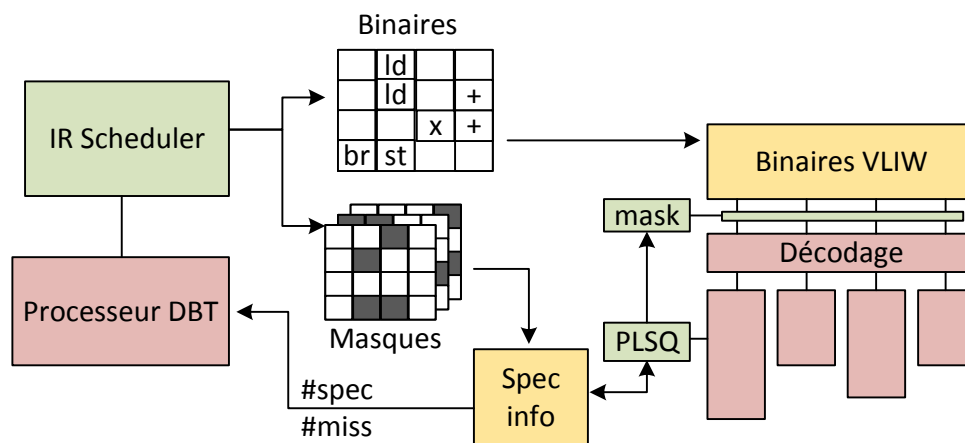 Binaires
IR Scheduler
ld
ld +
x +
br st
Binaires VLIW
mask
Décodage
Processeur DBT
Masques
PLSQ
Spec
info
#spec
#miss